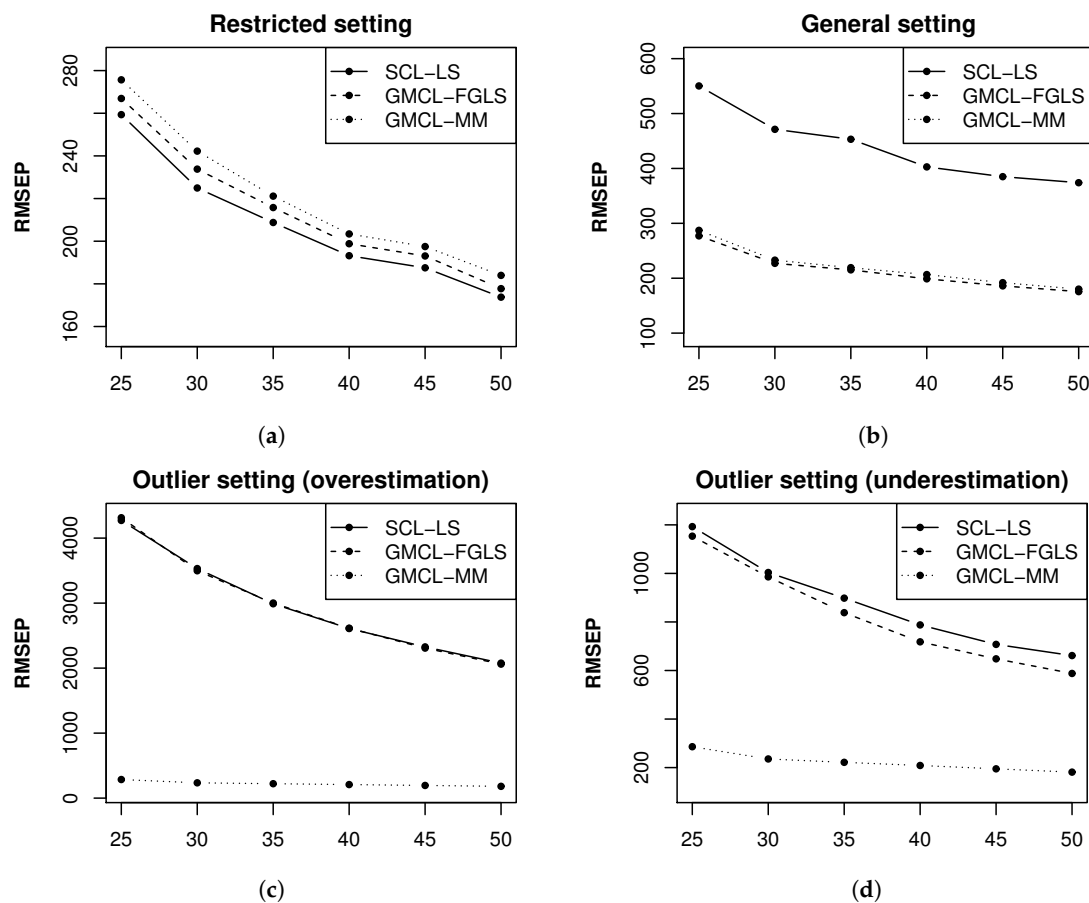 Restricted setting
RMSEP
280
240
200
160
SCL−LS
GMCL−FGLS
GMCL−MM
25 30 35 40 45 50
(a)
General setting
RMSEP
600
500
400
300
200
100
SCL−LS
GMCL−FGLS
GMCL−MM
25 30 35 40 45 50
(b)
Outlier setting (overestimation)
RMSEP
4000
3000
2000
1000
0
SCL−LS
GMCL−FGLS
GMCL−MM
25 30 35 40 45 50
(c)
Outlier setting (underestimation)
RMSEP
1000
600
200
SCL−LS
GMCL−FGLS
GMCL−MM
25 30 35 40 45 50
(d)